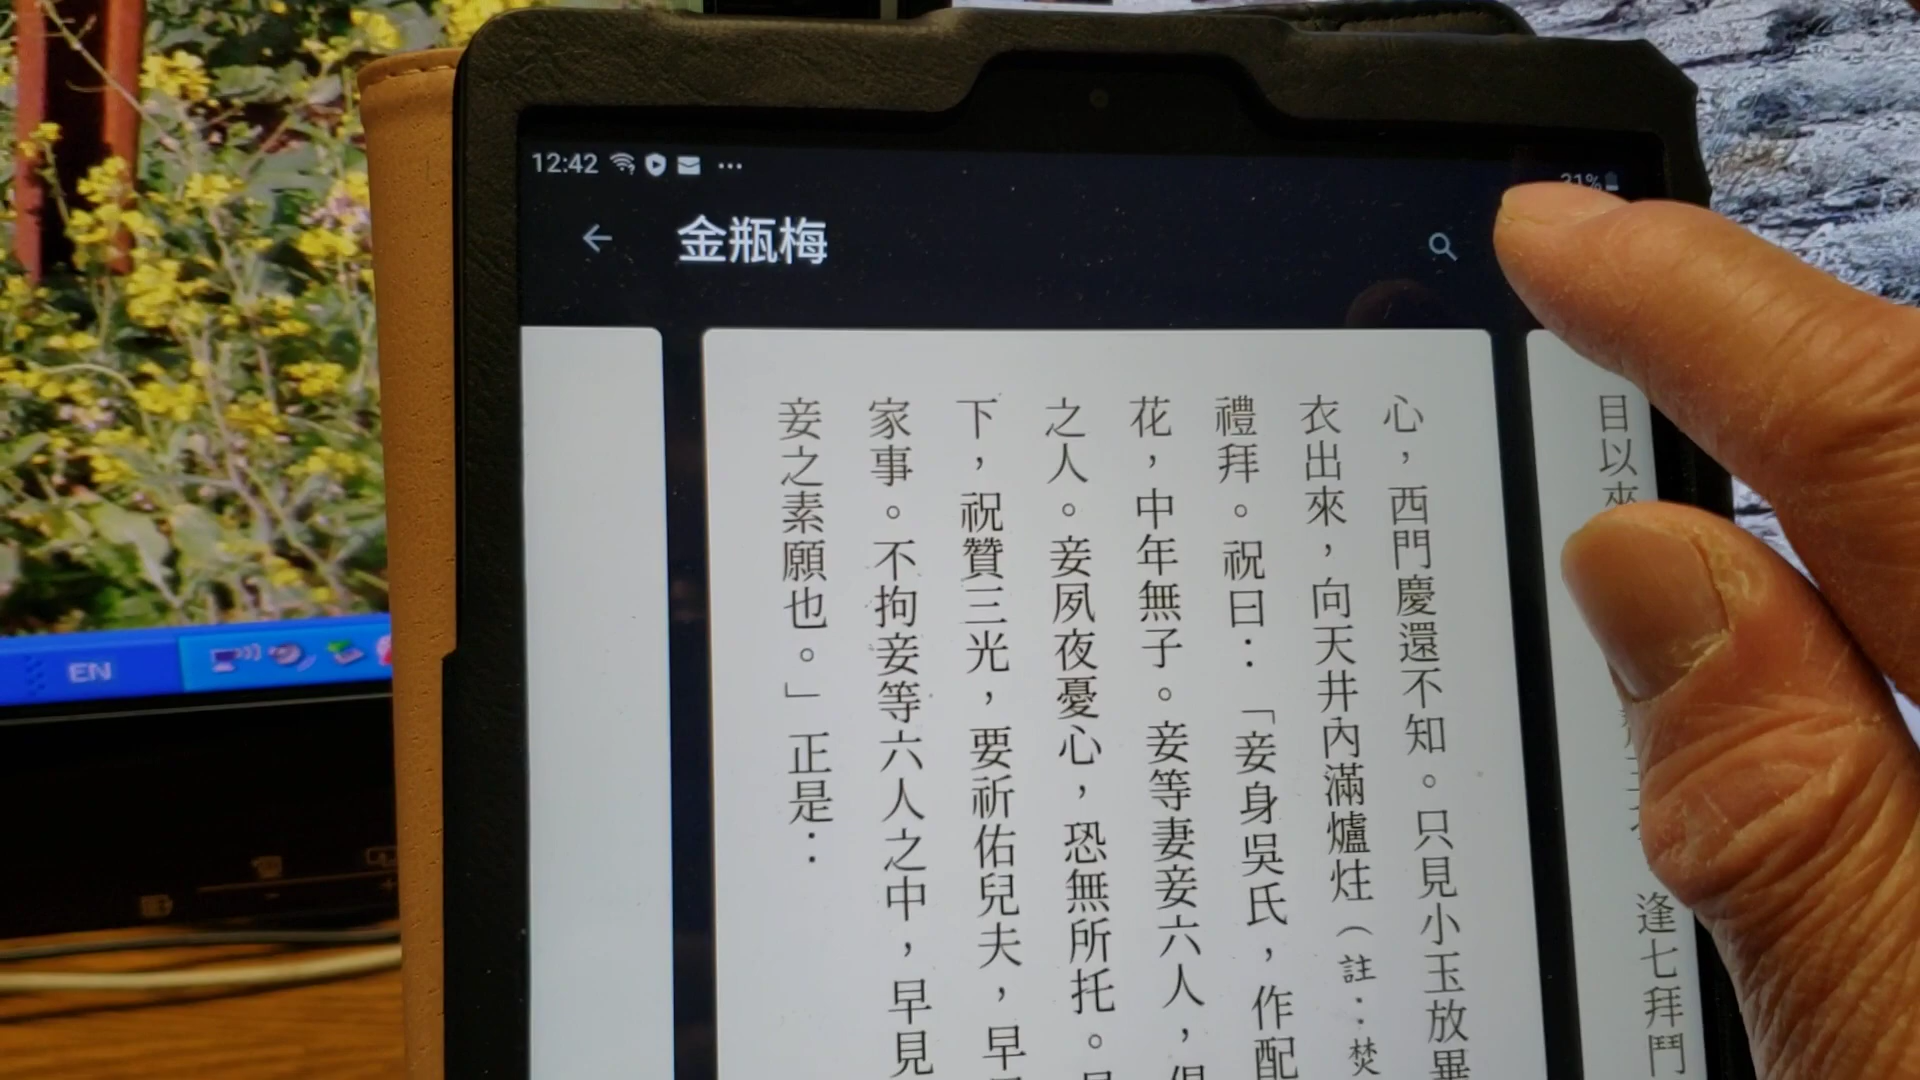 12:42
21%
金瓶梅
目以來
逢七拜鬥
心，西門慶還不知。只見小玉放畢
衣出來，向天井內滿爐炷（註：焚
禮拜。祝曰：「妾身吳氏，作配
花，中年無子。妾等妻妾六人，俱
之人。妾夙夜憂心，恐無所托。
下，祝贊三光，要祈佑兒夫，早
家事。不拘妾等六人之中，早見
妾之素願也。」正是：
EN